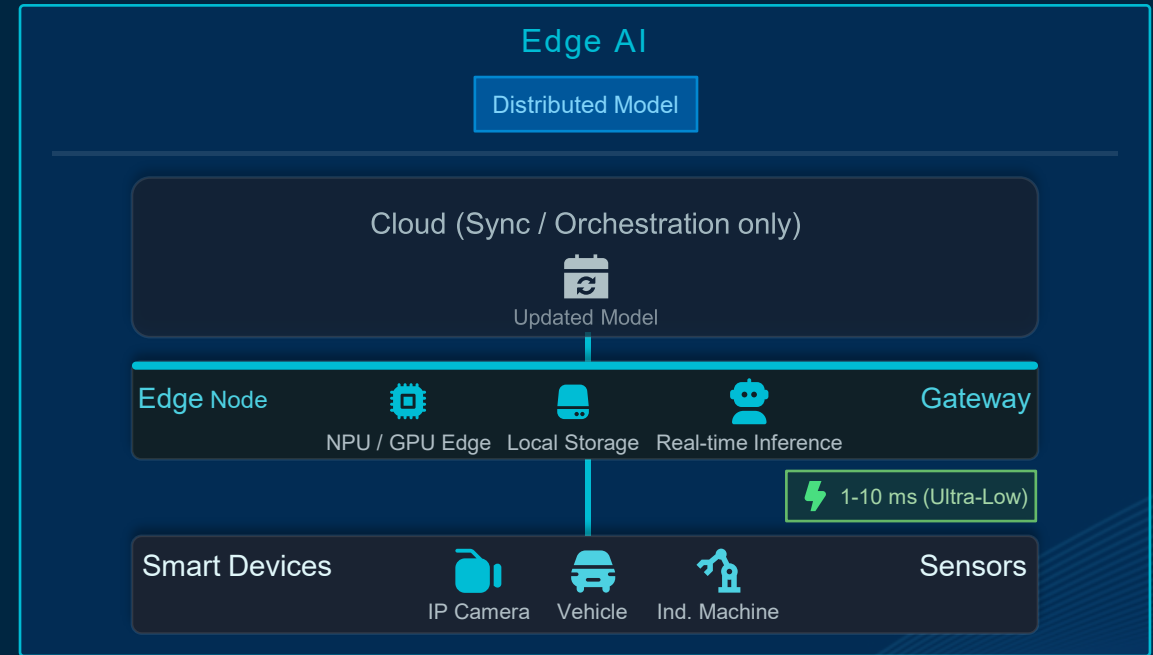 Edge AI
Distributed Model
Cloud (Sync / Orchestration only)
Updated Model
Edge Node
Gateway
NPU / GPU Edge
Local Storage
Real-time Inference
1-10 ms (Ultra-Low)
Smart Devices
Sensors
IP Camera
Vehicle
Ind. Machine